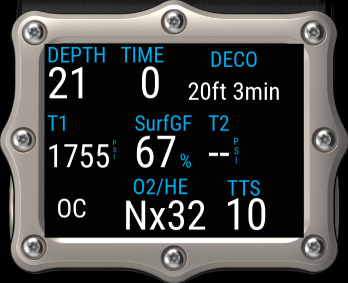 DEPTH TIME DECO
21 0 20ft 3min
T1 SurfGF T2
1755 PSI 67% -- PSI
O2/HE TTS
OC Nx32 10